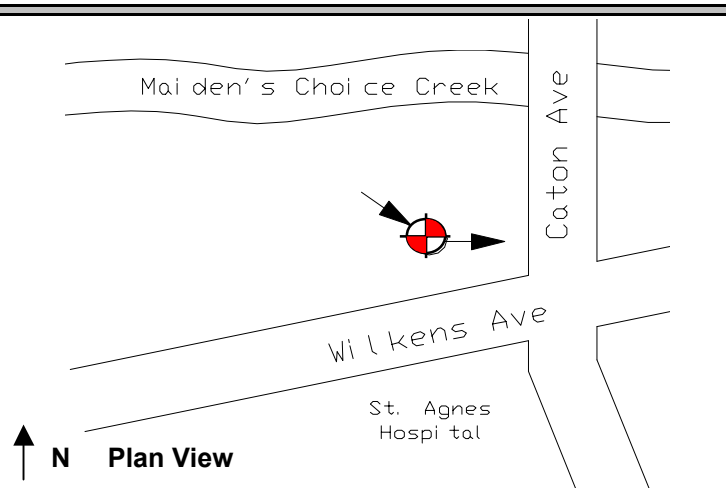 Maiden's Choice Creek
Caton Ave
Wilkens Ave
St. Agnes
Hospital
N Plan View